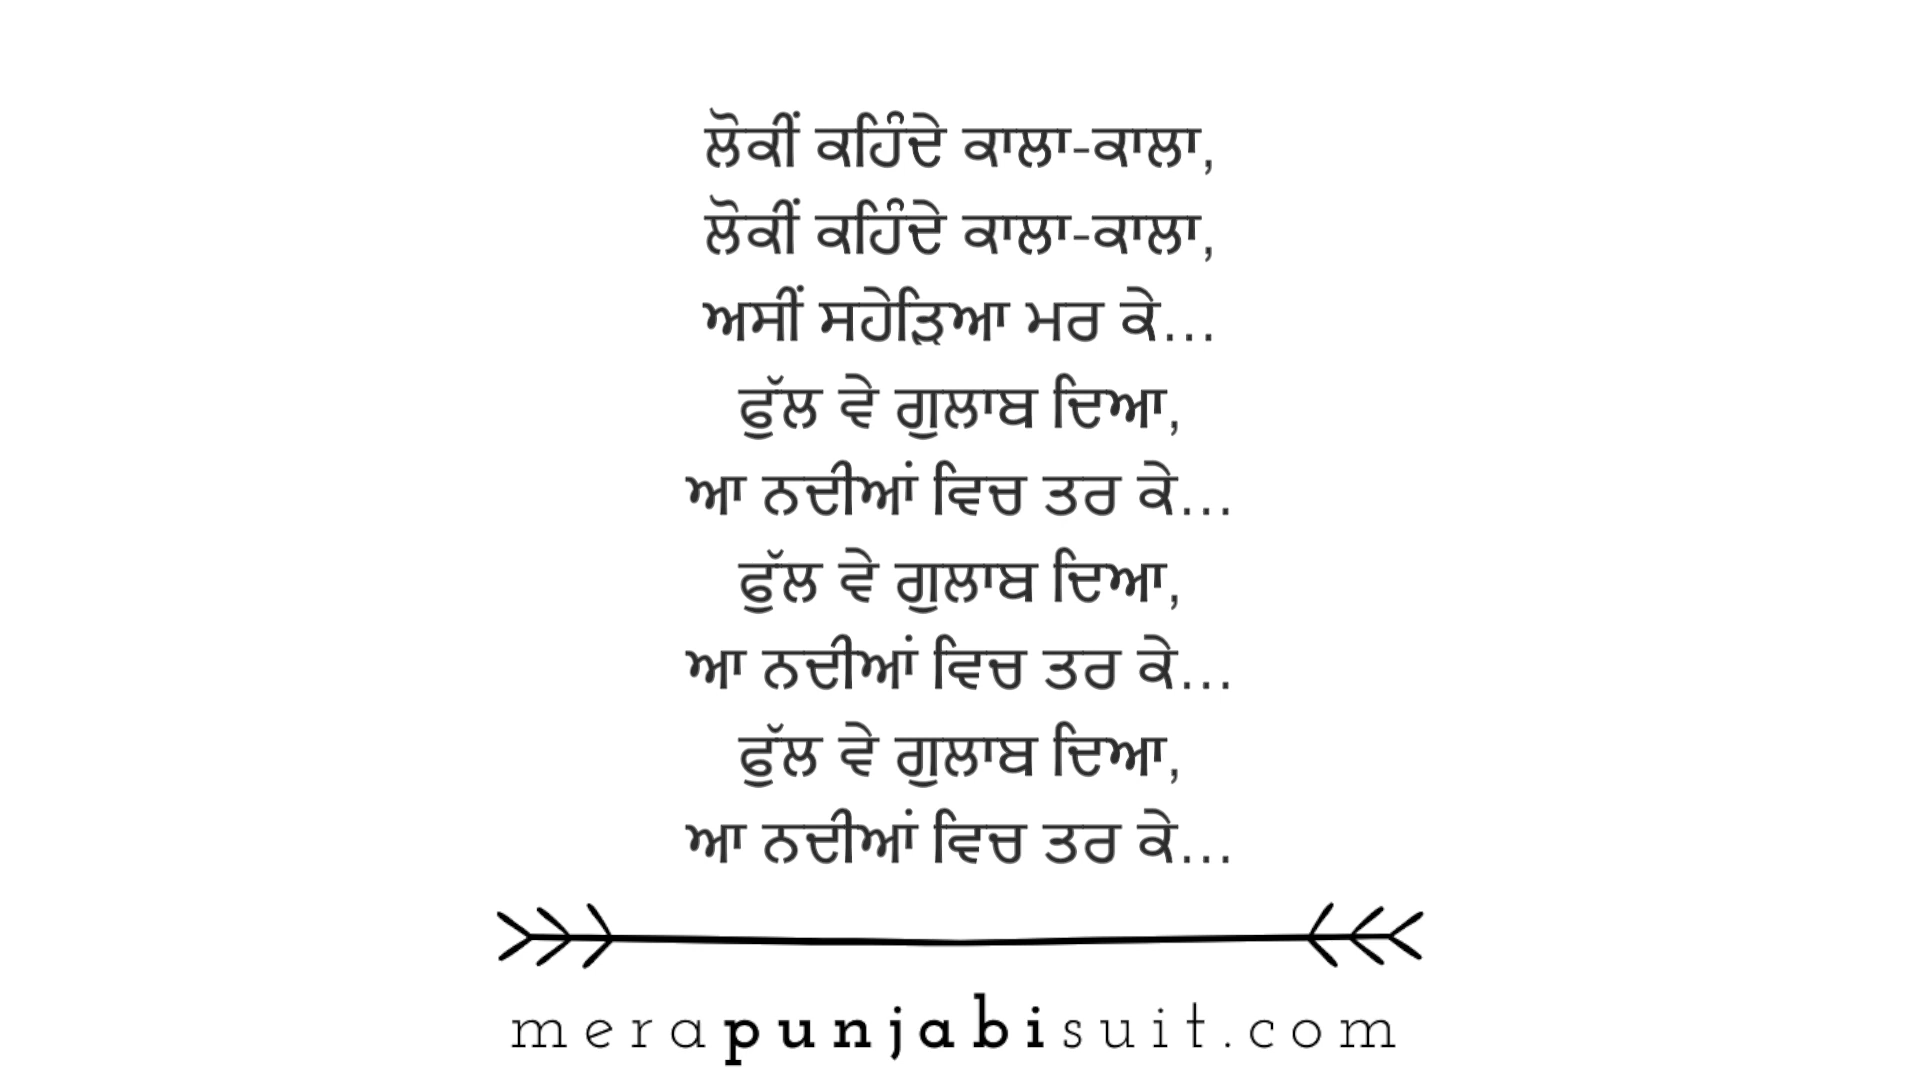 ਲੋਕੀਂ ਕਹਿੰਦੇ ਕਾਲਾ-ਕਾਲਾ,
ਲੋਕੀਂ ਕਹਿੰਦੇ ਕਾਲਾ-ਕਾਲਾ,
ਅਸੀਂ ਸਹੇੜਿਆ ਮਰ ਕੇ...
ਫੁੱਲ ਵੇ ਗੁਲਾਬ ਦਿਆ,
ਆ ਨਦੀਆਂ ਵਿਚ ਤਰ ਕੇ...
ਫੁੱਲ ਵੇ ਗੁਲਾਬ ਦਿਆ,
ਆ ਨਦੀਆਂ ਵਿਚ ਤਰ ਕੇ...
ਫੁੱਲ ਵੇ ਗੁਲਾਬ ਦਿਆ,
ਆ ਨਦੀਆਂ ਵਿਚ ਤਰ ਕੇ...
merapunjabisuit.com